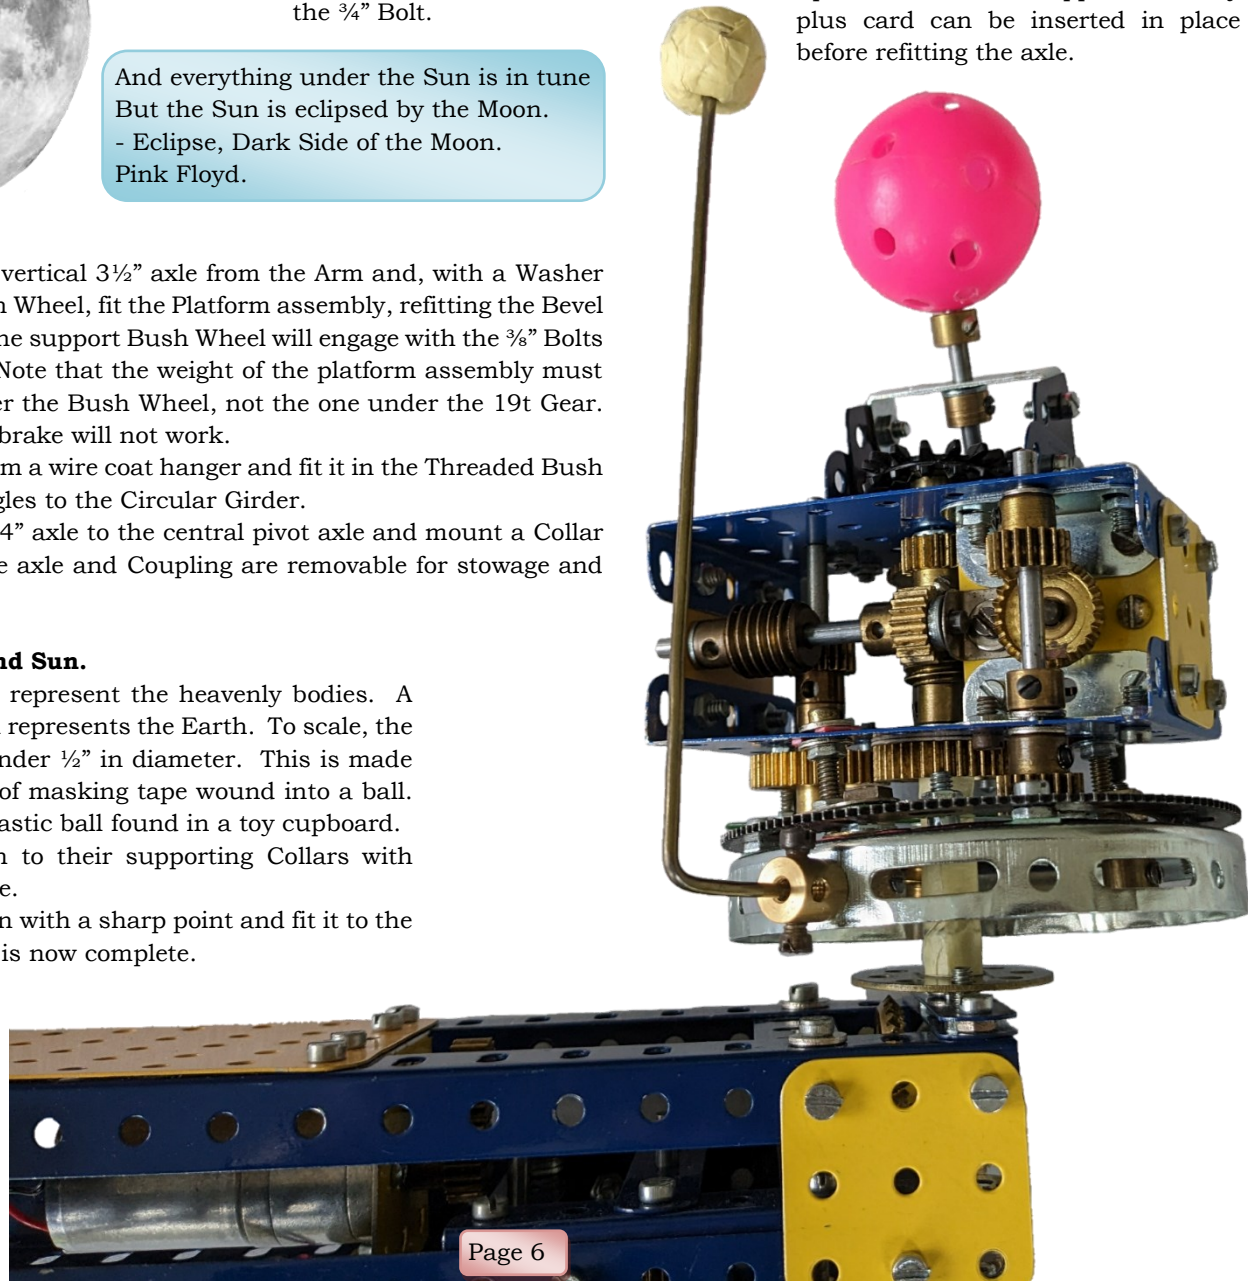 the ¾” Bolt.
plus card can be inserted in place
before refitting the axle.
And everything under the Sun is in tune
But the Sun is eclipsed by the Moon.
- Eclipse, Dark Side of the Moon.
Pink Floyd.
vertical 3½” axle from the Arm and, with a Washer
Wheel, fit the Platform assembly, refitting the Bevel
support Bush Wheel will engage with the ⅜” Bolts
Note that the weight of the platform assembly must
the Bush Wheel, not the one under the 19t Gear.
brake will not work.
a wire coat hanger and fit it in the Threaded Bush
to the Circular Girder.
4” axle to the central pivot axle and mount a Collar
axle and Coupling are removable for stowage and
nd Sun.
represent the heavenly bodies. A
represents the Earth. To scale, the
nder ½” in diameter. This is made
of masking tape wound into a ball.
astic ball found in a toy cupboard.
to their supporting Collars with
e.
n with a sharp point and fit it to the
is now complete.
Page 6